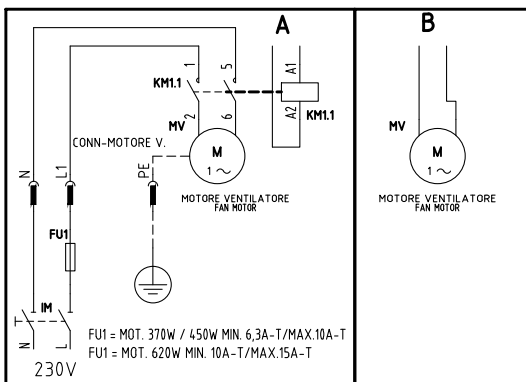 A
B
1
5
A1
KM1.1
2
6
A2
KM1.1
MV
M
1 ~
CONN-MOTORE V.
N
L1
PE
MOTORE VENTILATORE
FAN MOTOR
MV
M
1 ~
MOTORE VENTILATORE
FAN MOTOR
FU1
IM
N
L
230V
FU1 = MOT. 370W / 450W MIN. 6,3A-T/MAX.10A-T
FU1 = MOT. 620W MIN. 10A-T/MAX.15A-T